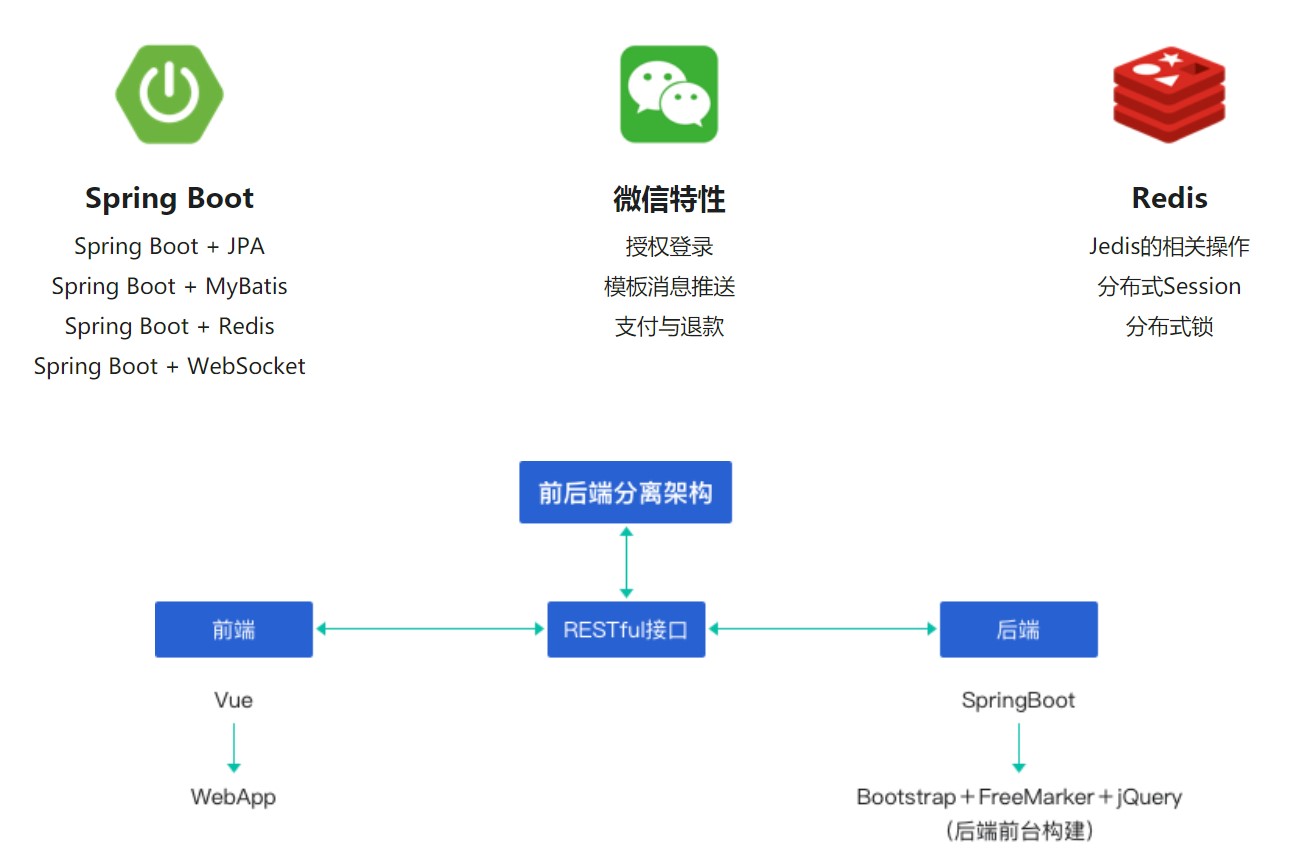 Spring Boot
Spring Boot + JPA
Spring Boot + MyBatis
Spring Boot + Redis
Spring Boot + WebSocket
微信特性
授权登录
模板消息推送
支付与退款
Redis
Jedis的相关操作
分布式Session
分布式锁
前后端分离架构
前端
RESTful接口
后端
Vue
WebApp
SpringBoot
Bootstrap+FreeMarker+jQuery
(后端前台构建)